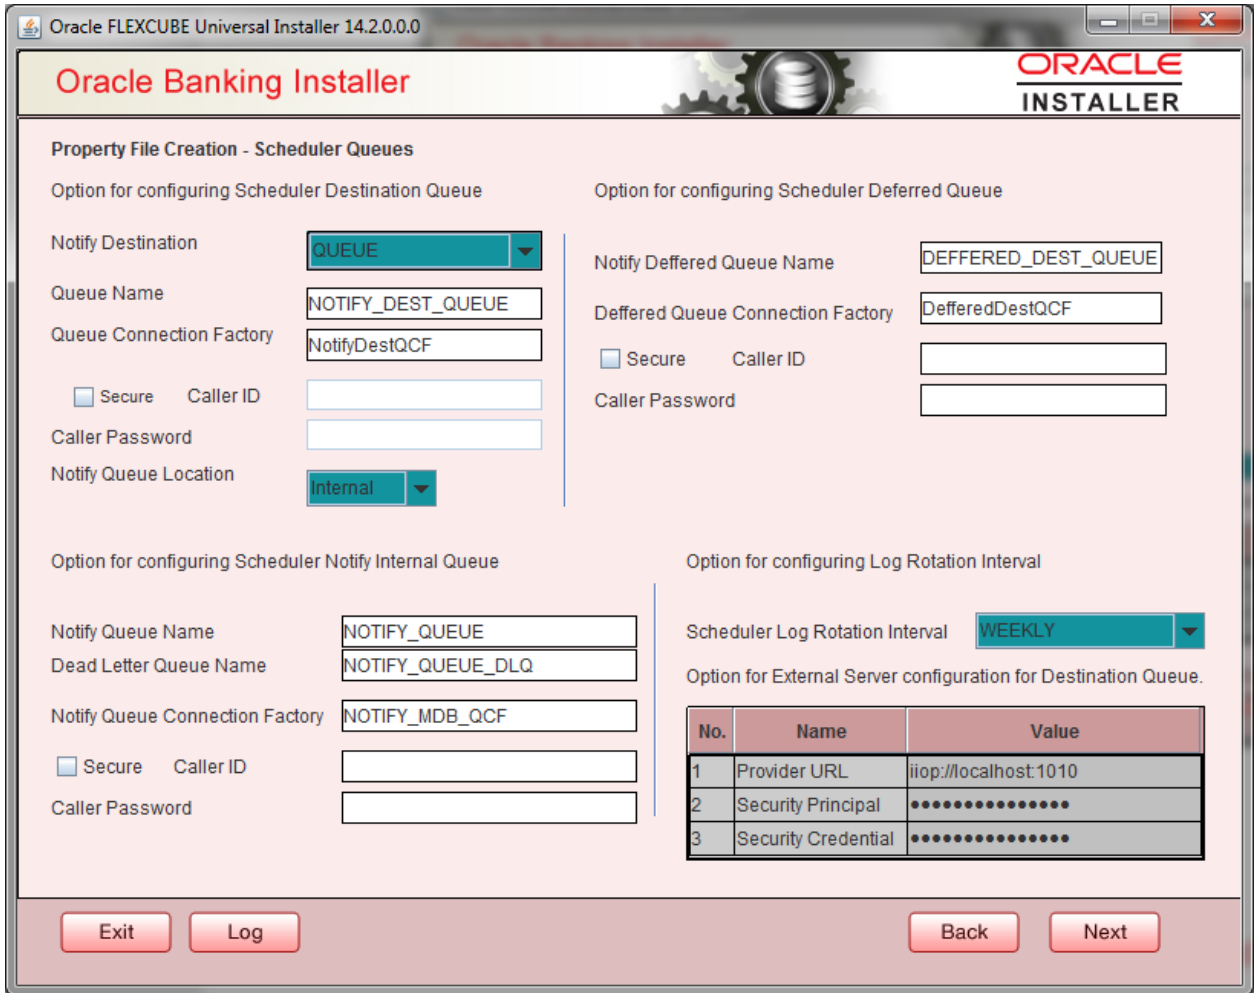 Oracle FLEXCUBE Universal Installer 14.2.0.0.0
Oracle Banking Installer
ORACLE
INSTALLER
Property File Creation - Scheduler Queues
Option for configuring Scheduler Destination Queue
Notify Destination
QUEUE
Queue Name
NOTIFY_DEST_QUEUE
Queue Connection Factory
NotifyDestQCF
Secure
Caller ID
Caller Password
Notify Queue Location
Internal
Option for configuring Scheduler Deferred Queue
Notify Deffered Queue Name
DEFFERED_DEST_QUEUE
Deffered Queue Connection Factory
DefferedDestQCF
Secure
Caller ID
Caller Password
Option for configuring Scheduler Notify Internal Queue
Notify Queue Name
NOTIFY_QUEUE
Dead Letter Queue Name
NOTIFY_QUEUE_DLQ
Notify Queue Connection Factory
NOTIFY_MDB_QCF
Secure
Caller ID
Caller Password
Option for configuring Log Rotation Interval
Scheduler Log Rotation Interval
WEEKLY
Option for External Server configuration for Destination Queue.
No. Name Value
1 Provider URL iiop://localhost:1010
2 Security Principal •••••••••••••••
3 Security Credential •••••••••••••••
Exit
Log
Back
Next